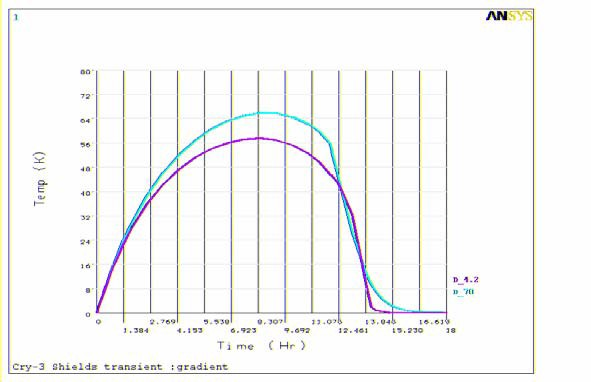 1
ANSYS
80
72
64
56
48
40
32
24
16
8
0
Temp (K)
D_4.2
D_70
0 2.769 5.538 8.307 11.076 13.845 16.615
1.384 4.153 6.923 9.692 12.461 15.230 18
Time (Hr)
Cry-3 Shields transient :gradient